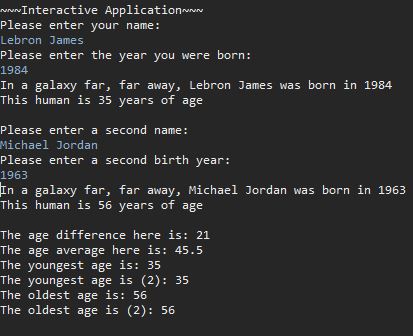 ~~~Interactive Application~~~
Please enter your name:
Lebron James
Please enter the year you were born:
1984
In a galaxy far, far away, Lebron James was born in 1984
This human is 35 years of age
Please enter a second name:
Michael Jordan
Please enter a second birth year:
1963
In a galaxy far, far away, Michael Jordan was born in 1963
This human is 56 years of age
The age difference here is: 21
The age average here is: 45.5
The youngest age is: 35
The youngest age is (2): 35
The oldest age is: 56
The oldest age is (2): 56